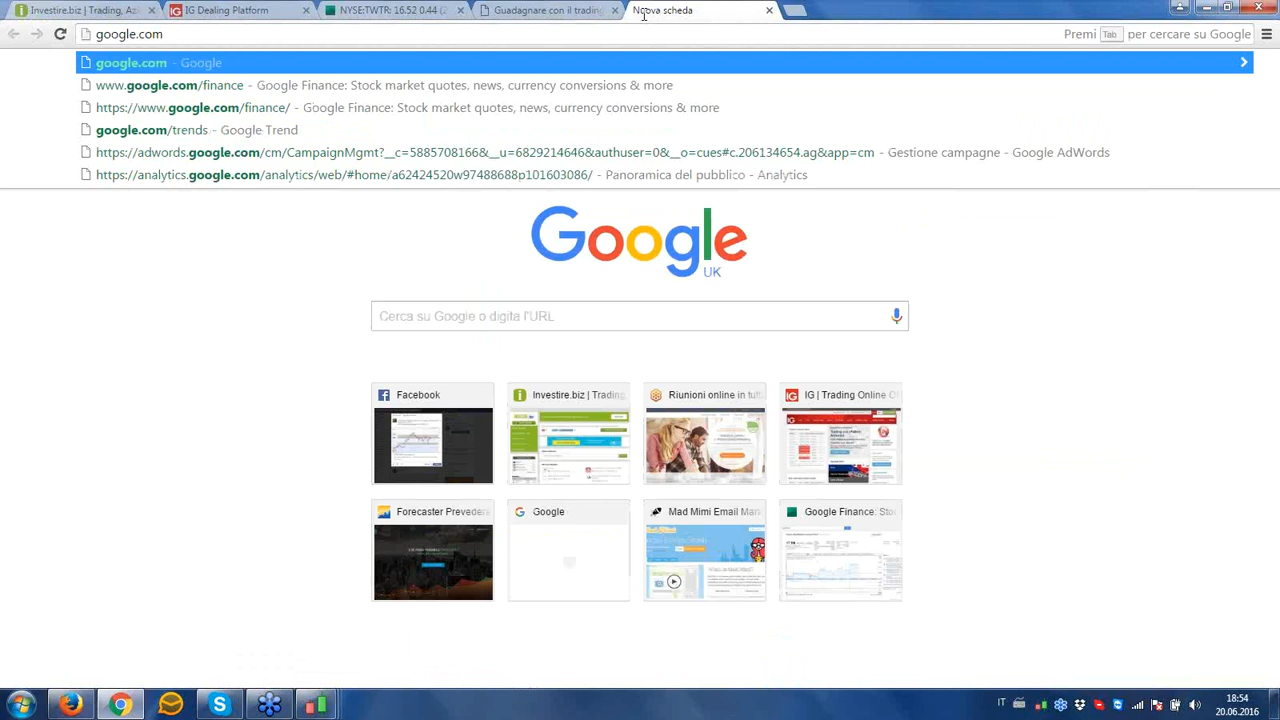 Investire.biz | Trading, Az
IG Dealing Platform
NYSE:TWTR: 16.52 0.44 (2
Guadagnare con il trading
Nuova scheda
google.com
Premi Tab per cercare su Google
google.com - Google
www.google.com/finance - Google Finance: Stock market quotes, news, currency conversions & more
https://www.google.com/finance/ - Google Finance: Stock market quotes, news, currency conversions & more
google.com/trends - Google Trend
https://adwords.google.com/cm/CampaignMgmt?__c=5885708166&__u=6829214646&authuser=0&__o=cues#c.206134654.ag&app=cm - Gestione campagne - Google AdWords
https://analytics.google.com/analytics/web/#home/a62424520w97488688p101603086/ - Panoramica del pubblico - Analytics
Google
UK
Cerca su Google o digita l'URL
Facebook
Investire.biz | Trading,
Riunioni online in tutt
IG | Trading Online
Forecaster Prevedera
Google
Mad Mimi Email Mar
Google Finance: Sto
IT
18:54
20.06.2016